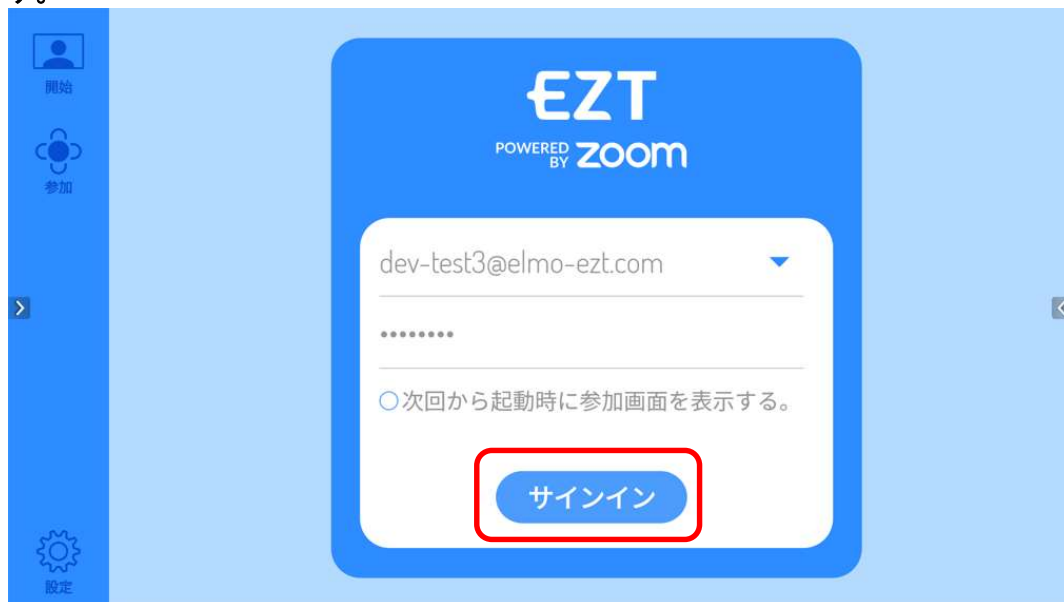 す。
開始
参加
EZT
POWERED BY zoom
dev-test3@elmo-ezt.com
••••••••
○次回から起動時に参加画面を表示する。
サインイン
設定